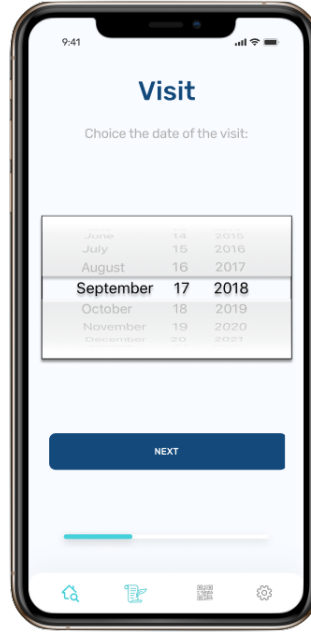 9:41
Visit
Choice the date of the visit:
June 14 2015
July 15 2016
August 16 2017
September 17 2018
October 18 2019
November 19 2020
December 20 2021
NEXT